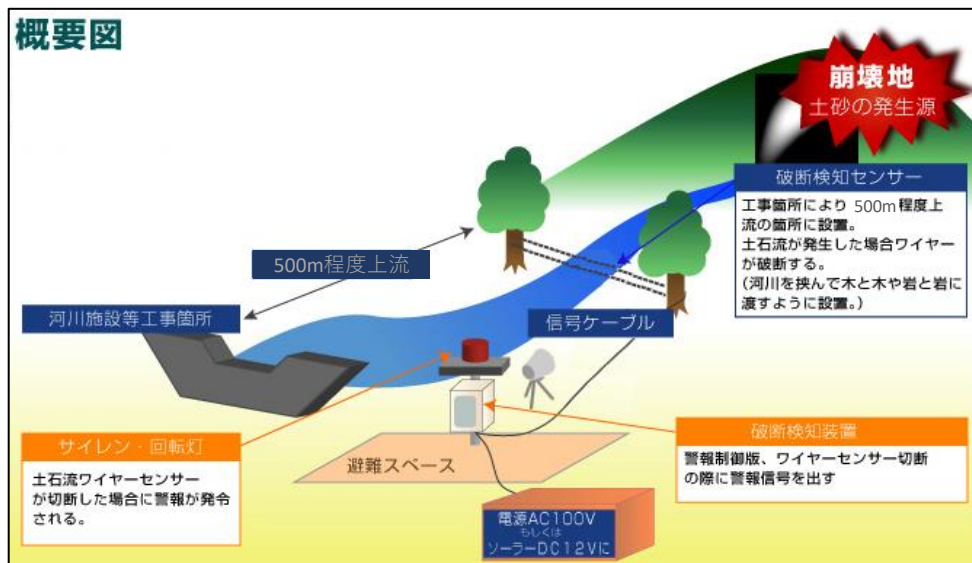 概要図
崩壊地
土砂の発生源
破断検知センサー
工事箇所により 500m程度上
流の箇所に設置。
土石流が発生した場合ワイヤー
が破断する。
(河川を挟んで木と木や岩と岩に
渡すように設置。)
500m程度上流
河川施設等工事箇所
信号ケーブル
サイレン・回転灯
土石流ワイヤーセンサー
が切断した場合に警報が発令
される。
避難スペース
破断検知装置
警報制御版、ワイヤーセンサー切断
の際に警報信号を出す
電源AC100V
もしくは
ソーラーDC12Vに